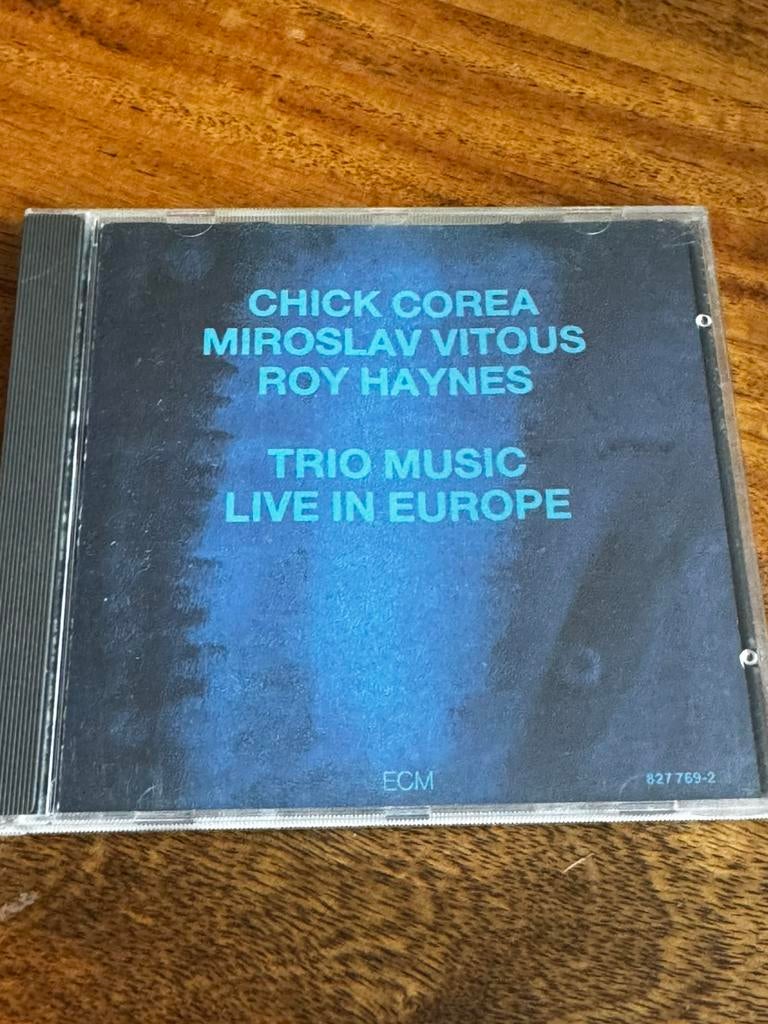 CHICK COREA
MIROSLAV VITOUS
ROY HAYNES
TRIO MUSIC
LIVE IN EUROPE
ECM
827 769-2